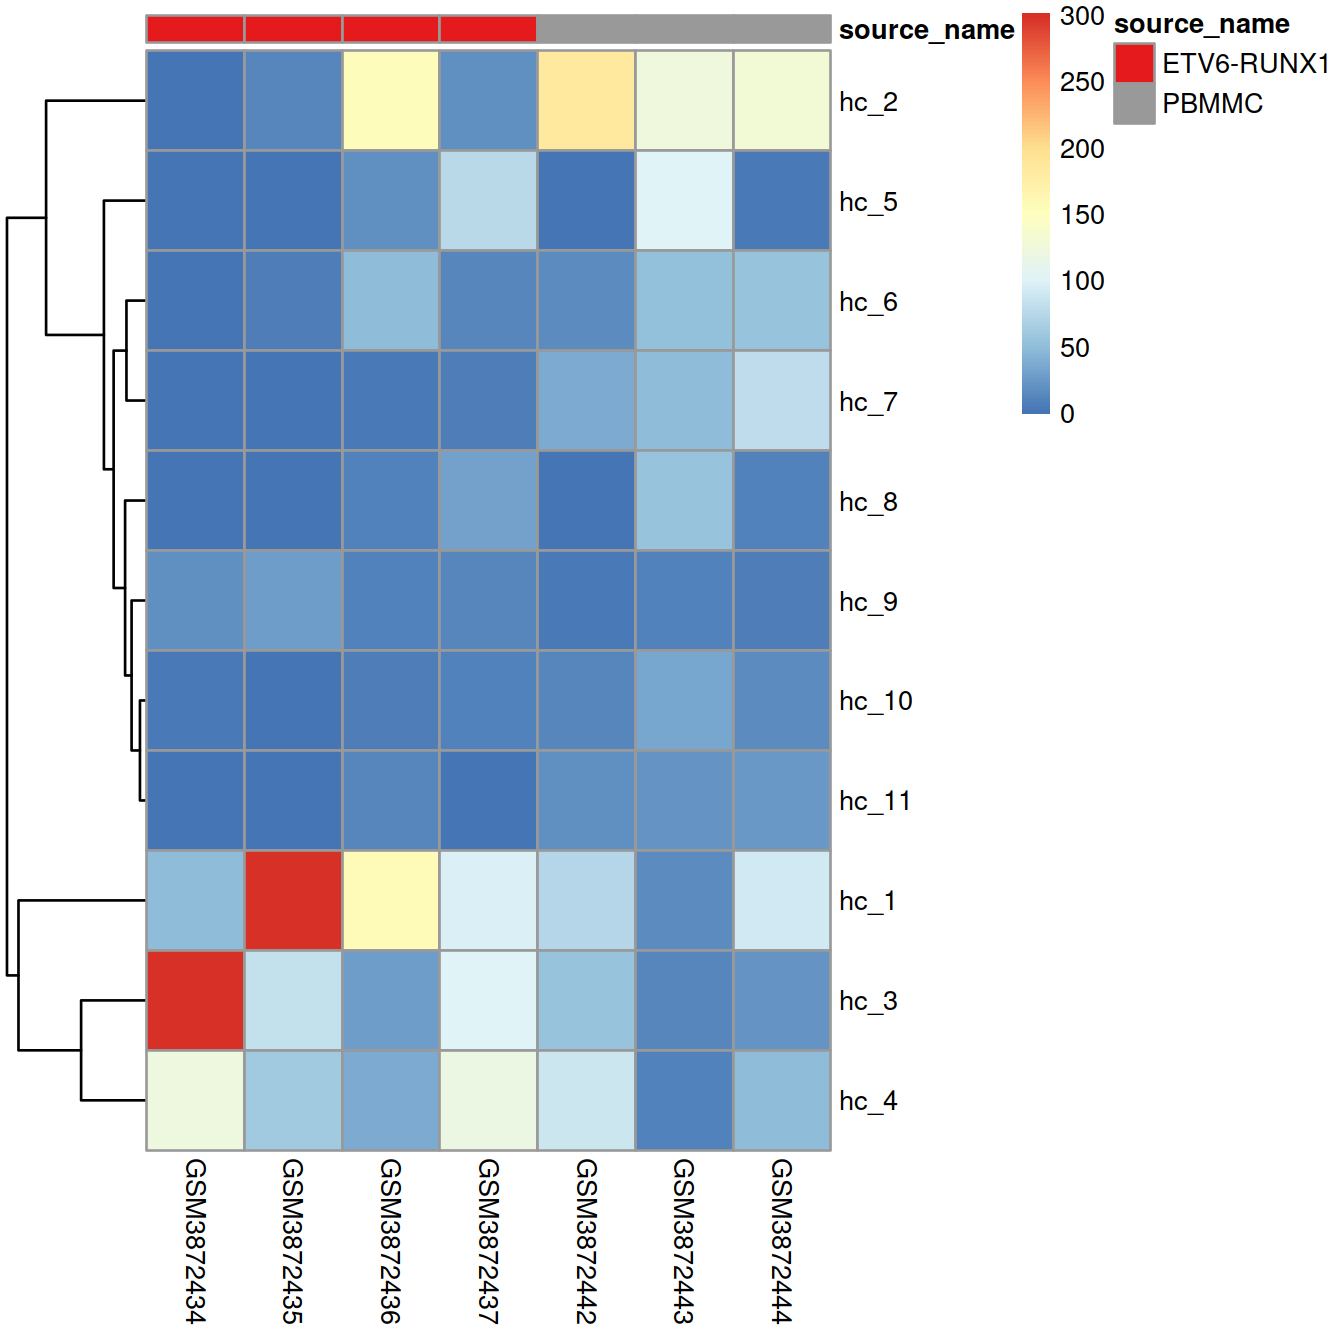 source_name
hc_2
hc_5
hc_6
hc_7
hc_8
hc_9
hc_10
hc_11
hc_1
hc_3
hc_4
GSM3872434
GSM3872435
GSM3872436
GSM3872437
GSM3872442
GSM3872443
GSM3872444
300
250
200
150
100
50
0
source_name
ETV6-RUNX1
PBMMC